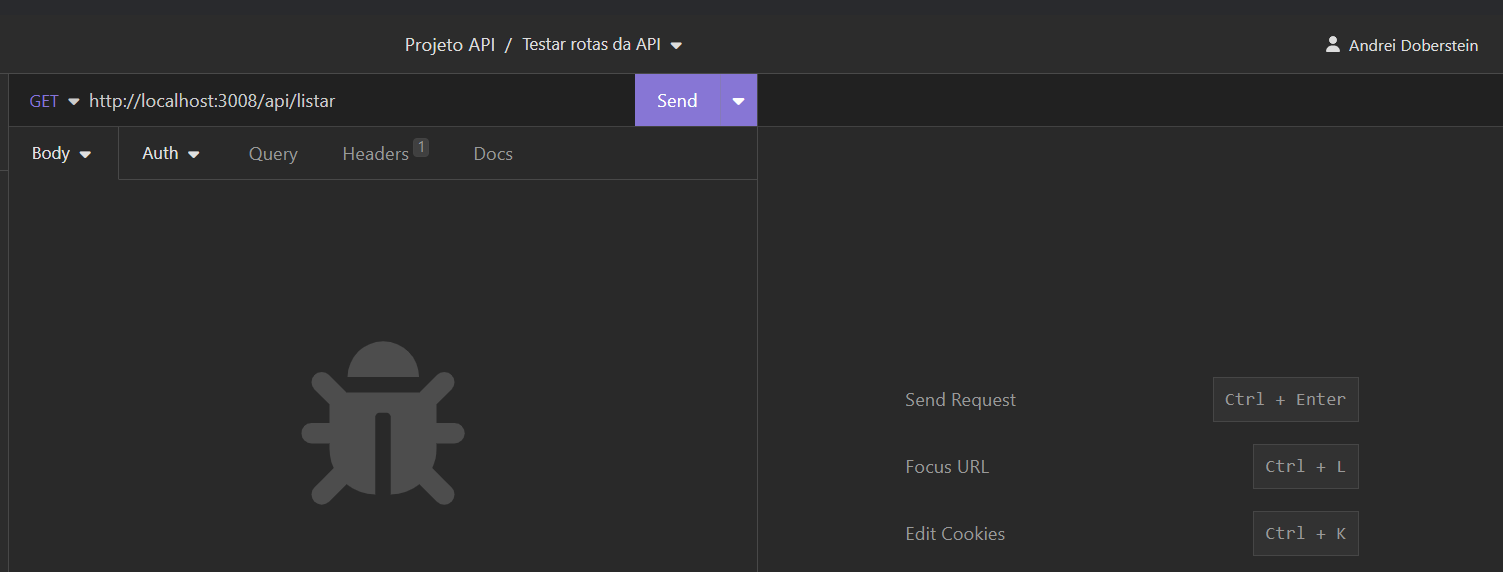 Projeto API / Testar rotas da API
Andrei Doberstein
GET http://localhost:3008/api/listar Send
Body Auth Query Headers 1 Docs
Send Request Ctrl + Enter
Focus URL Ctrl + L
Edit Cookies Ctrl + K